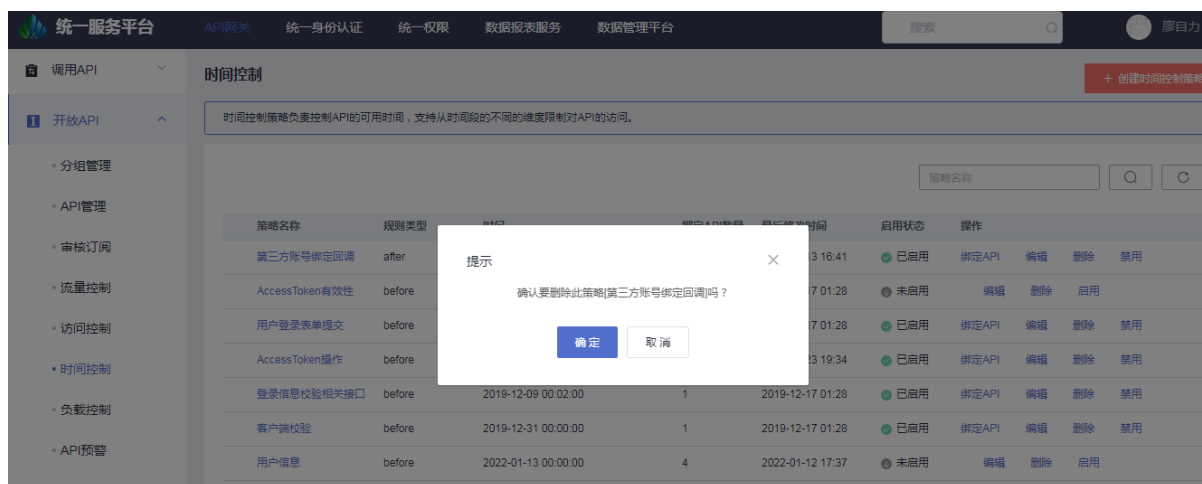 统一服务平台 API网关 统一身份认证 统一权限 数据报表服务 数据管理平台 搜索 廖自力
调用API
时间控制
+ 创建时间控制策略
开放API
时间控制策略负责控制API的可用时间，支持从时间段的不同的维度限制对API的访问。
分组管理
策略名称
API管理
策略名称 规则类型 时间 绑定API数量 最后修改时间 启用状态 操作
审核订阅
第三方账号绑定回调 after 3 16:41 已启用 绑定API 编辑 删除 禁用
流量控制
AccessToken有效性 before 7 01:28 未启用 编辑 删除 启用
访问控制
用户登录表单提交 before 7 01:28 已启用 绑定API 编辑 删除 禁用
时间控制
AccessToken操作 before 23 19:34 已启用 绑定API 编辑 删除 禁用
提示
确认要删除此策略[第三方账号绑定回调]吗？
确定 取消
登录信息校验相关接口 before 2019-12-09 00:02:00 1 2019-12-17 01:28 已启用 绑定API 编辑 删除 禁用
负载控制
客户端校验 before 2019-12-31 00:00:00 1 2019-12-17 01:28 已启用 绑定API 编辑 删除 禁用
API预警
用户信息 before 2022-01-13 00:00:00 4 2022-01-12 17:37 未启用 编辑 删除 启用